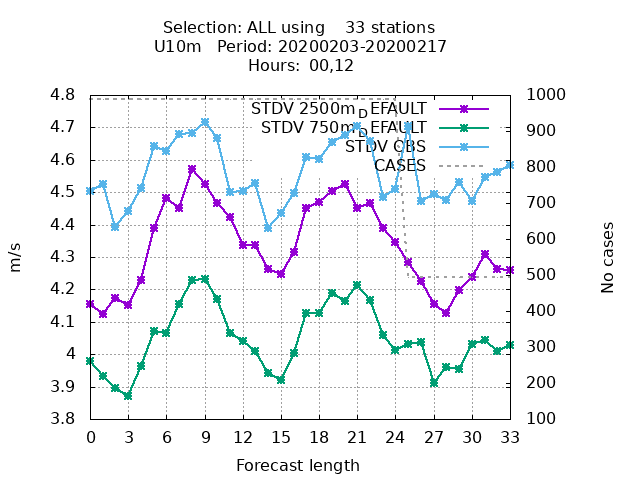 Selection: ALL using    33 stations
U10m   Period: 20200203-20200217
Hours: 00,12
STDV 2500m_DEFAULT
STDV 750m_DEFAULT
STDV OBS
CASES
4.8
4.7
4.6
4.5
4.4
4.3
4.2
4.1
4
3.9
3.8
m/s
1000
900
800
700
600
500
400
300
200
100
No cases
0 3 6 9 12 15 18 21 24 27 30 33
Forecast length